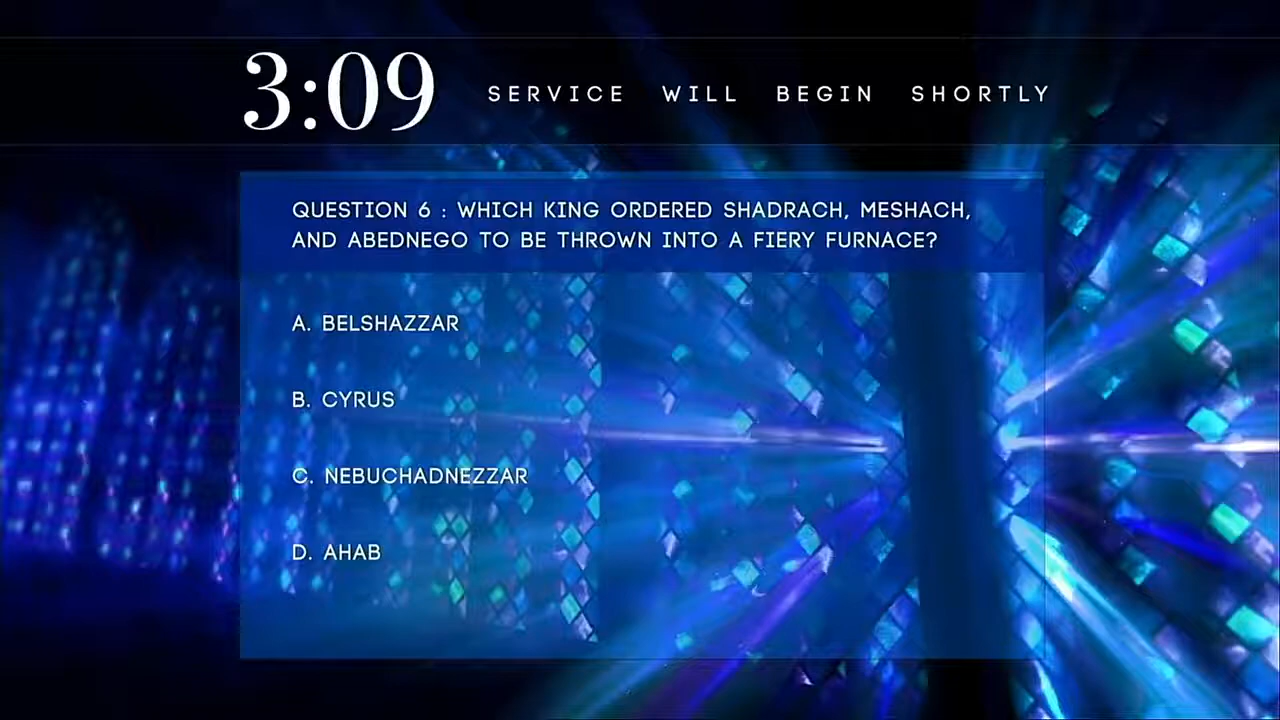 3:09 SERVICE WILL BEGIN SHORTLY
QUESTION 6 : WHICH KING ORDERED SHADRACH, MESHACH,
AND ABEDNEGO TO BE THROWN INTO A FIERY FURNACE?
A. BELSHAZZAR
B. CYRUS
C. NEBUCHADNEZZAR
D. AHAB